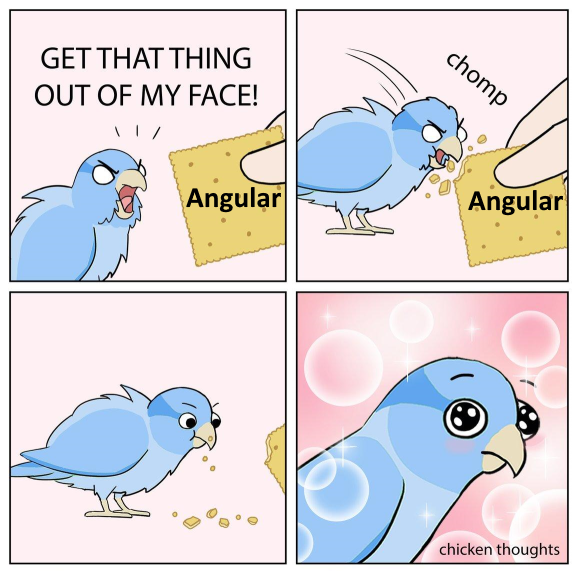 GET THAT THING
OUT OF MY FACE!
Angular
chomp
Angular
chicken thoughts